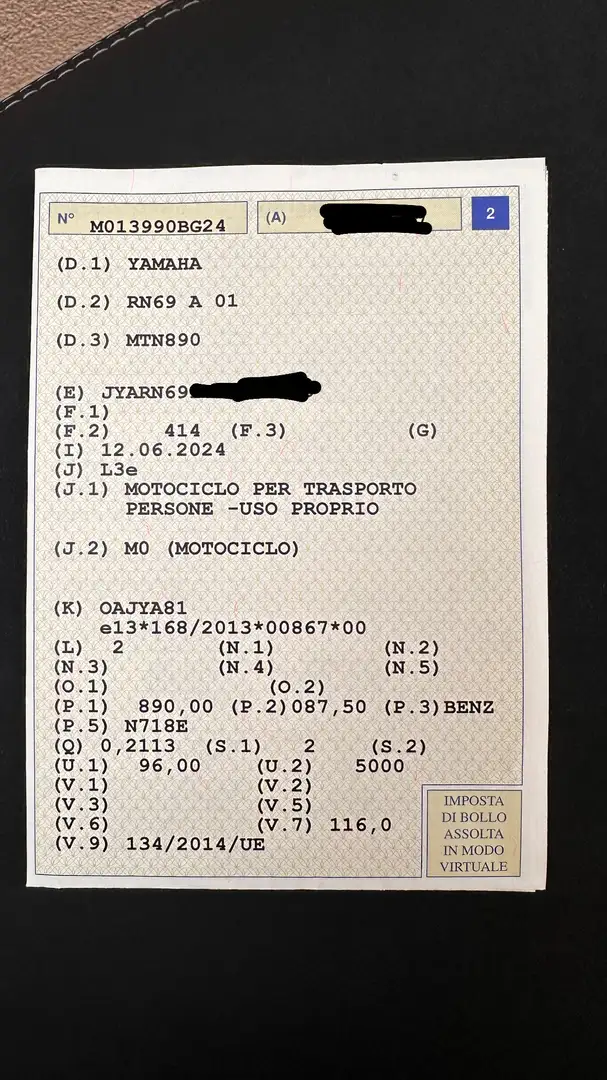 N° M013990BG24 (A) 2
(D.1) YAMAHA
(D.2) RN69 A 01
(D.3) MTN890
(E) JYARN69
(F.1)
(F.2) 414 (F.3) (G)
(I) 12.06.2024
(J) L3e
(J.1) MOTOCICLO PER TRASPORTO
PERSONE -USO PROPRIO
(J.2) M0 (MOTOCICLO)
(K) OAJYA81
e13*168/2013*00867*00
(L) 2 (N.1) (N.2)
(N.3) (N.4) (N.5)
(O.1) (O.2)
(P.1) 890,00 (P.2)087,50 (P.3)BENZ
(P.5) N718E
(Q) 0,2113 (S.1) 2 (S.2)
(U.1) 96,00 (U.2) 5000
(V.1) (V.2)
(V.3) (V.5)
(V.6) (V.7) 116,0
(V.9) 134/2014/UE
IMPOSTA
DI BOLLO
ASSOLTA
IN MODO
VIRTUALE